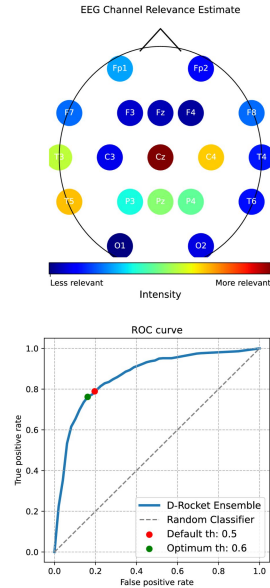 EEG Channel Relevance Estimate
Fp1 Fp2
F7 F3 Fz F4 F8
T3 C3 Cz C4 T4
T5 P3 Pz P4 T6
O1 O2
Less relevant More relevant
Intensity
ROC curve
True positive rate
1.0
0.8
0.6
0.4
0.2
0.0
D-Rocket Ensemble
Random Classifier
Default th: 0.5
Optimum th: 0.6
0.0 0.2 0.4 0.6 0.8 1.0
False positive rate